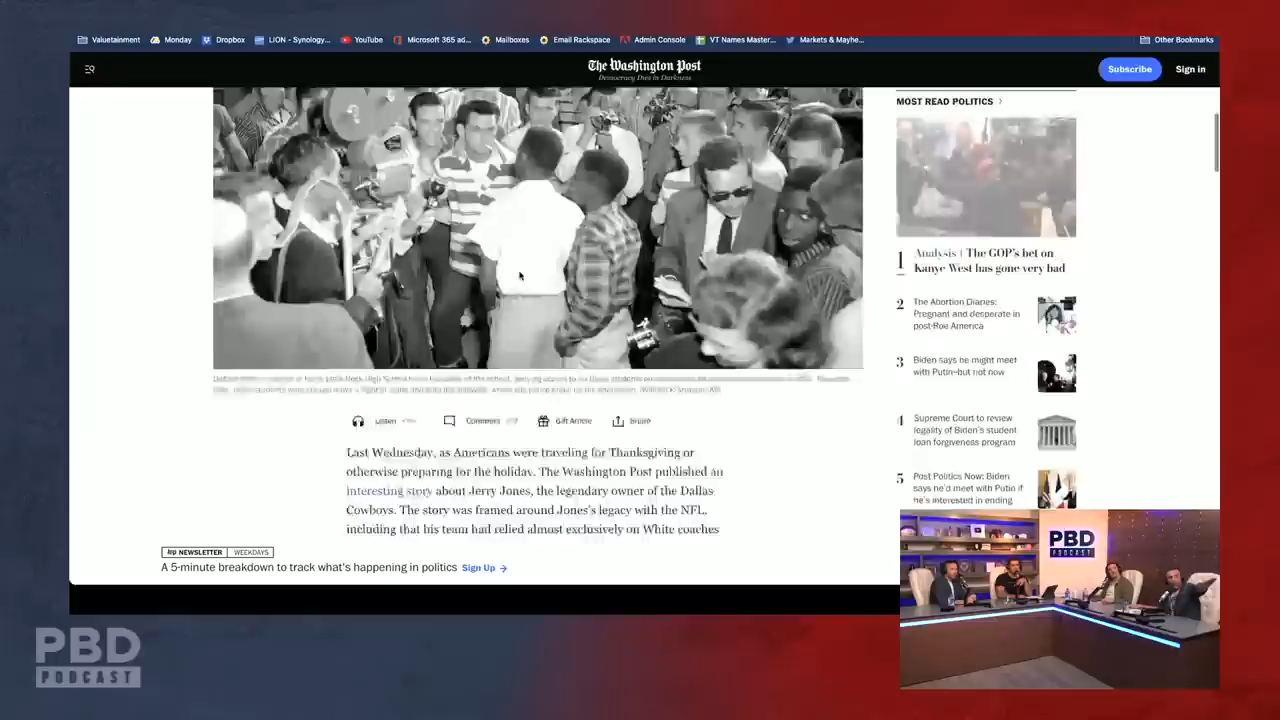 Valuetainment Monday Dropbox LION - Synology... YouTube Microsoft 365 ad... Mailboxes Email Rackspace Admin Console VT Names Master... Markets & Mayhe... Other Bookmarks
The Washington Post
Democracy Dies in Darkness
Subscribe Sign in
MOST READ POLITICS
1 Analysis | The GOP's bet on
Kanye West has gone very bad
2 The Abortion Diaries:
Pregnant and desperate in
post-Roe America
3 Biden says he might meet
with Putin—but not now
4 Supreme Court to review
legality of Biden's student
loan forgiveness program
5 Post Politics Now: Biden
says he'd meet with Putin if
he's interested in ending
Listen Comments Gift Article Share
Last Wednesday, as Americans were traveling for Thanksgiving or
otherwise preparing for the holiday, The Washington Post published an
interesting story about Jerry Jones, the legendary owner of the Dallas
Cowboys. The story was framed around Jones's legacy with the NFL,
including that his team had relied almost exclusively on White coaches
wp NEWSLETTER WEEKDAYS
A 5-minute breakdown to track what's happening in politics Sign Up
PBD
PODCAST
PBD
PODCAST